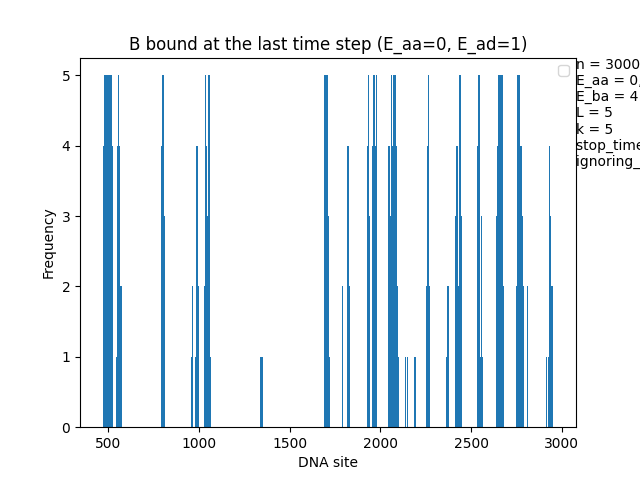 B bound at the last time step (E_aa=0, E_ad=1)
n = 3000
E_aa = 0,
E_ba = 4
L = 5
k = 5
stop_time
ignoring_
Frequency
5
4
3
2
1
0
500
1000
1500
2000
2500
3000
DNA site